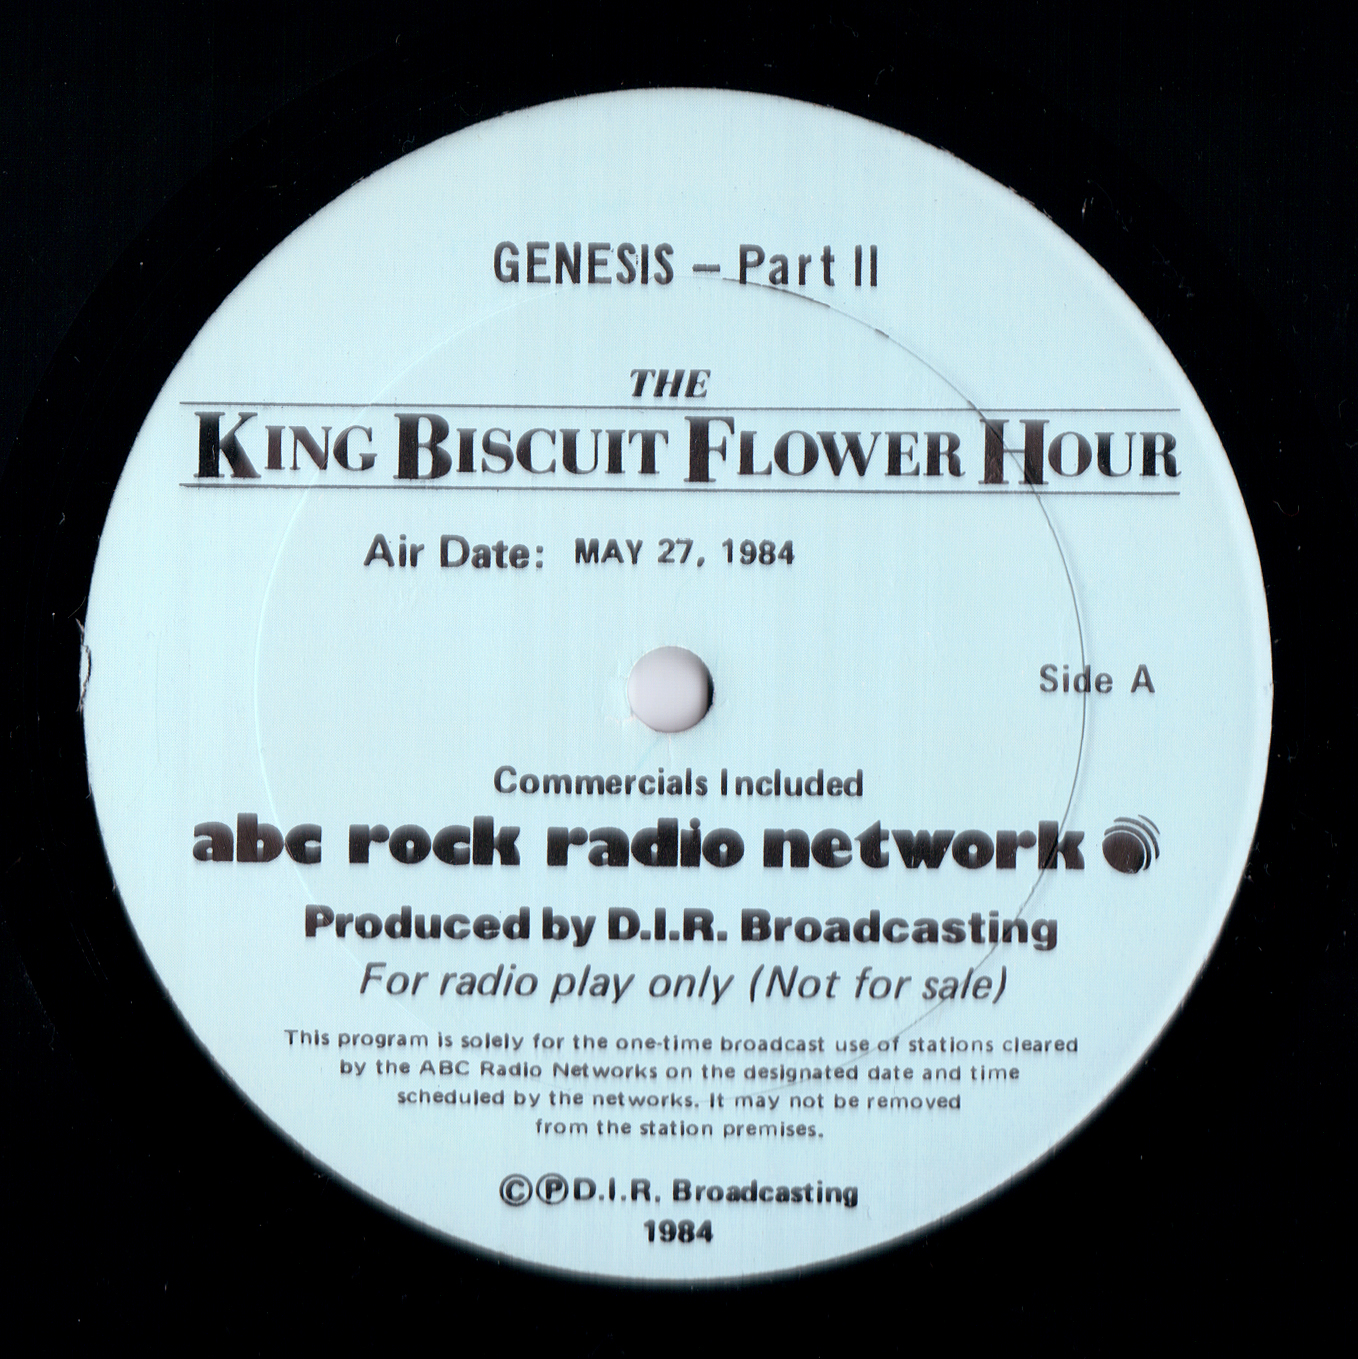 GENESIS – Part II
THE
KING BISCUIT FLOWER HOUR
Air Date: MAY 27, 1984
Side A
Commercials Included
abc rock radio network
Produced by D.I.R. Broadcasting
For radio play only (Not for sale)
This program is solely for the one-time broadcast use of stations cleared
by the ABC Radio Networks on the designated date and time
scheduled by the networks. It may not be removed
from the station premises.
©℗D.I.R. Broadcasting
1984